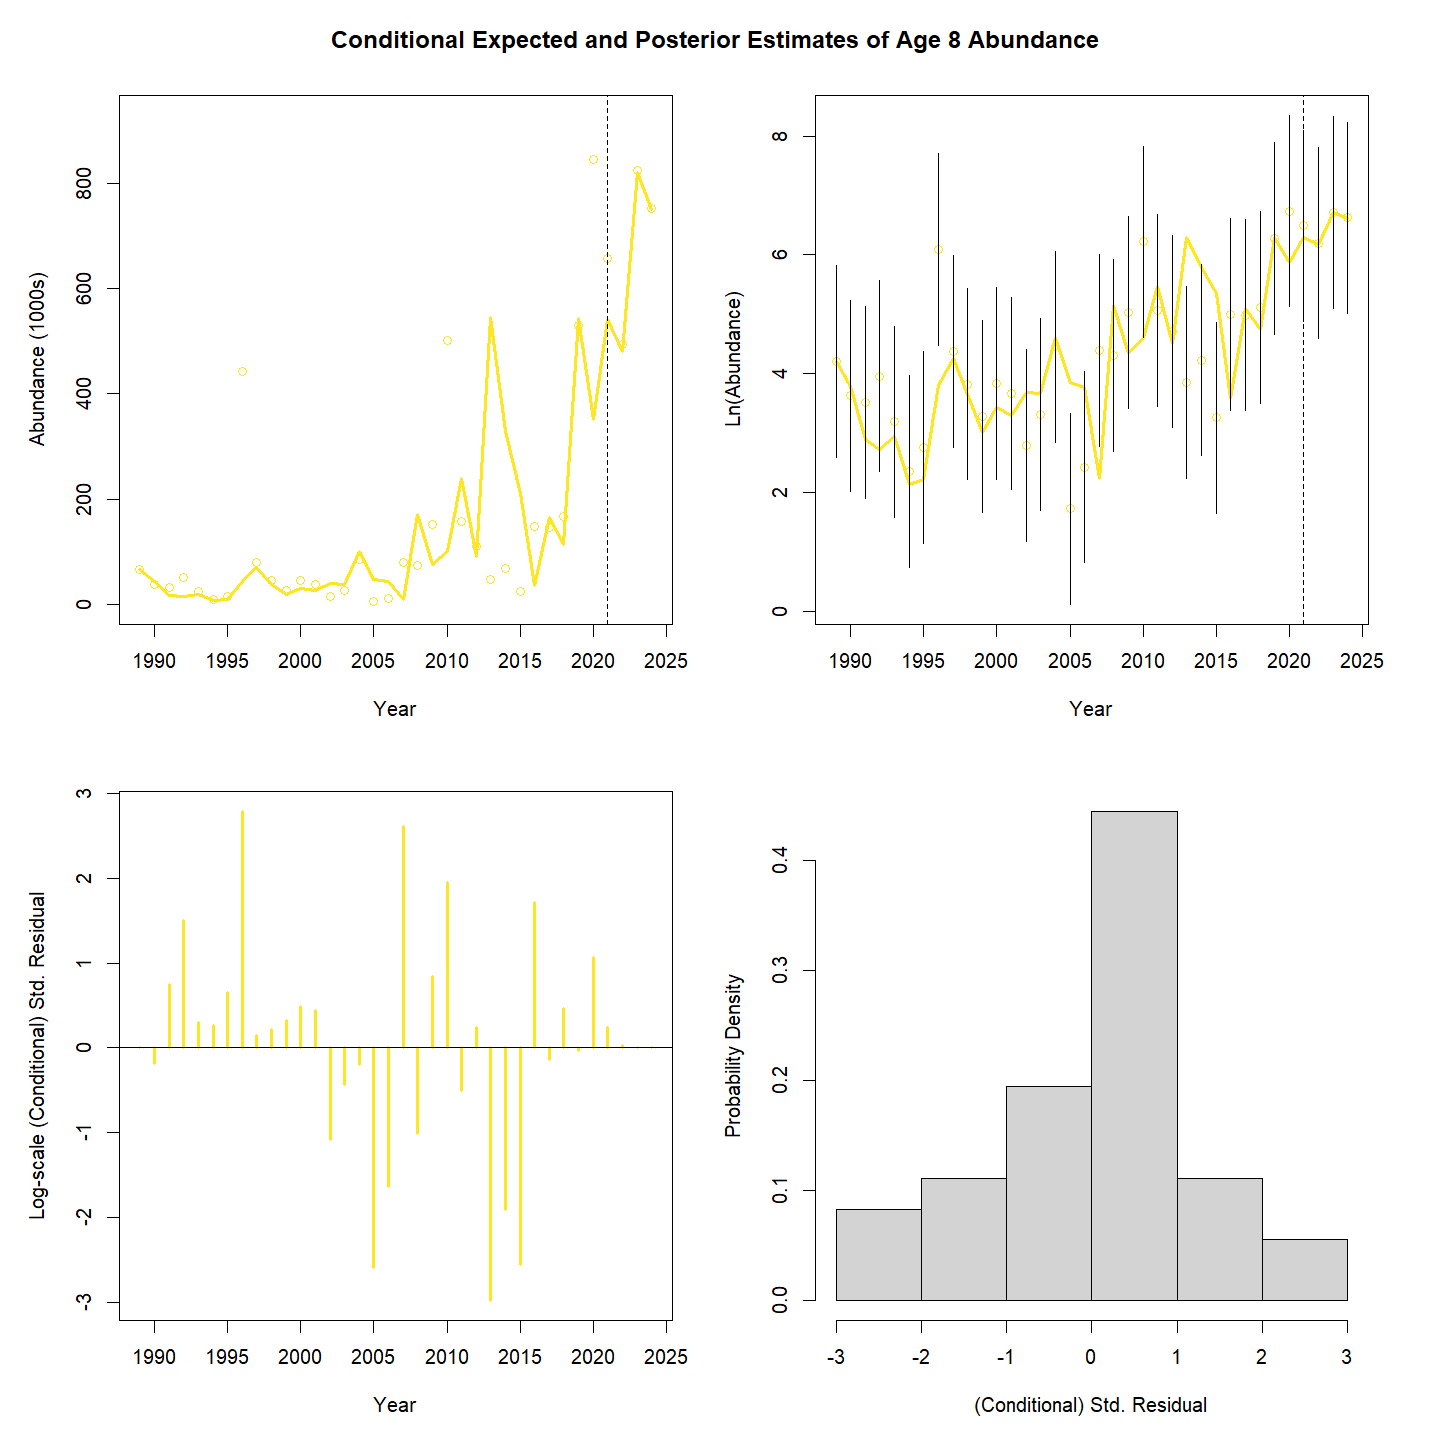 Conditional Expected and Posterior Estimates of Age 8 Abundance
Abundance (1000s)
800
600
400
200
0
1990 1995 2000 2005 2010 2015 2020 2025
Year
Ln(Abundance)
8
6
4
2
0
1990 1995 2000 2005 2010 2015 2020 2025
Year
Log-scale (Conditional) Std. Residual
3
2
1
0
-1
-2
-3
1990 1995 2000 2005 2010 2015 2020 2025
Year
Probability Density
0.4
0.3
0.2
0.1
0.0
-3 -2 -1 0 1 2 3
(Conditional) Std. Residual